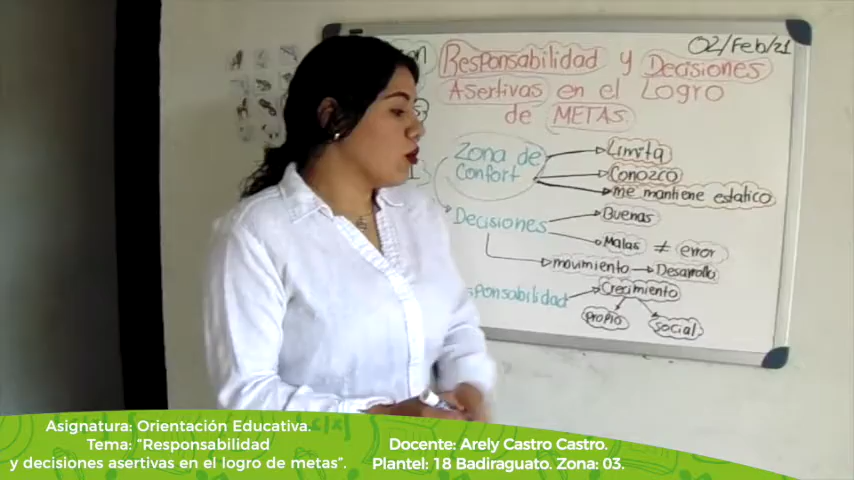 02/Feb/21
Responsabilidad y Decisiones
Asertivas en el Logro
de METAS
Zona de
Confort
Limita
Conozco
me mantiene estatico
Decisiones
Buenas
Malas ≠ error
movimiento Desarrollo
Crecimiento
propio
social
Asignatura: Orientación Educativa.
Tema: "Responsabilidad
y decisiones asertivas en el logro de metas".
Docente: Arely Castro Castro.
Plantel: 18 Badiraguato. Zona: 03.